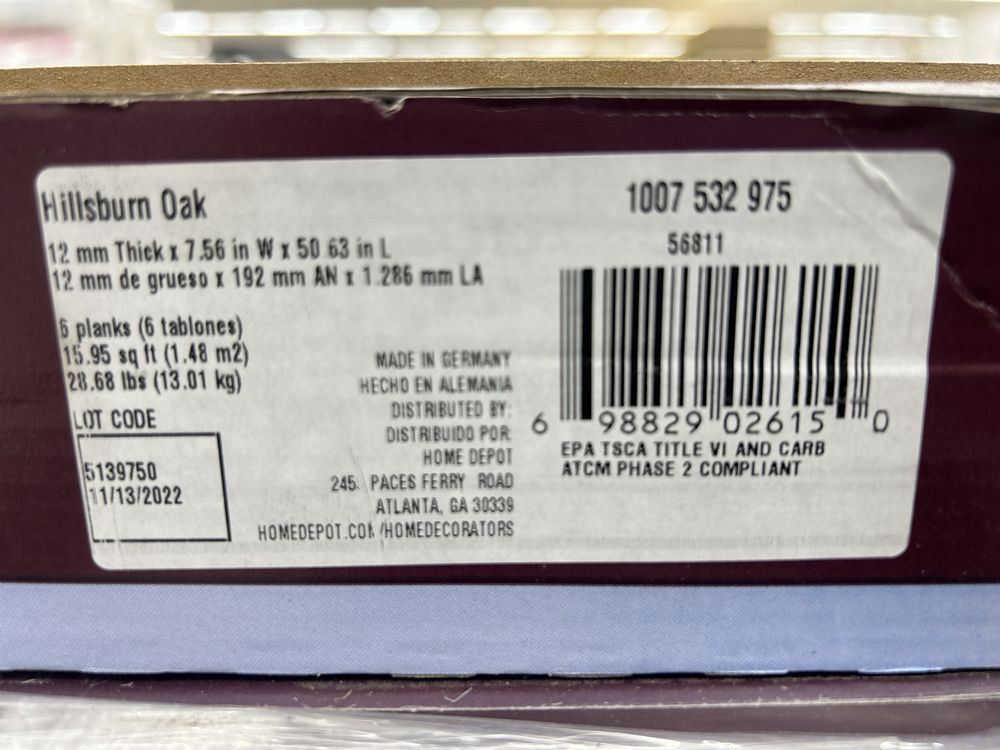 Hillsburn Oak
12 mm Thick x 7.56 in W x 50.63 in L
12 mm de grueso x 192 mm AN x 1.286 mm LA
6 planks (6 tablones)
15.95 sq ft (1.48 m2)
28.68 lbs (13.01 kg)
LOT CODE
5139750
11/13/2022
MADE IN GERMANY
HECHO EN ALEMANIA
DISTRIBUTED BY:
DISTRIBUIDO POR:
HOME DEPOT
PACES FERRY ROAD
ATLANTA, GA 30339
HOMEDEPOT.COM/HOMEDECORATORS
1007 532 975
56811
6 98829 02615 0
EPA TSCA TITLE VI AND CARB
ATCM PHASE 2 COMPLIANT